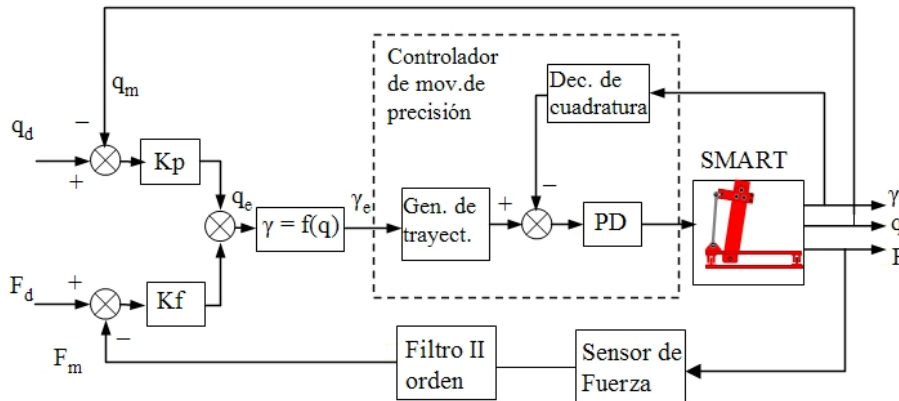 Controlador
de mov.de
precisión
q_m
Dec. de
cuadratura
−
q_d
+
Kp
−
SMART
q_e
γ = f(q)
γ_e
Gen. de
trayect.
+
PD
γ
q
F
F_d
+
Kf
−
F_m
Filtro II
orden
Sensor de
Fuerza